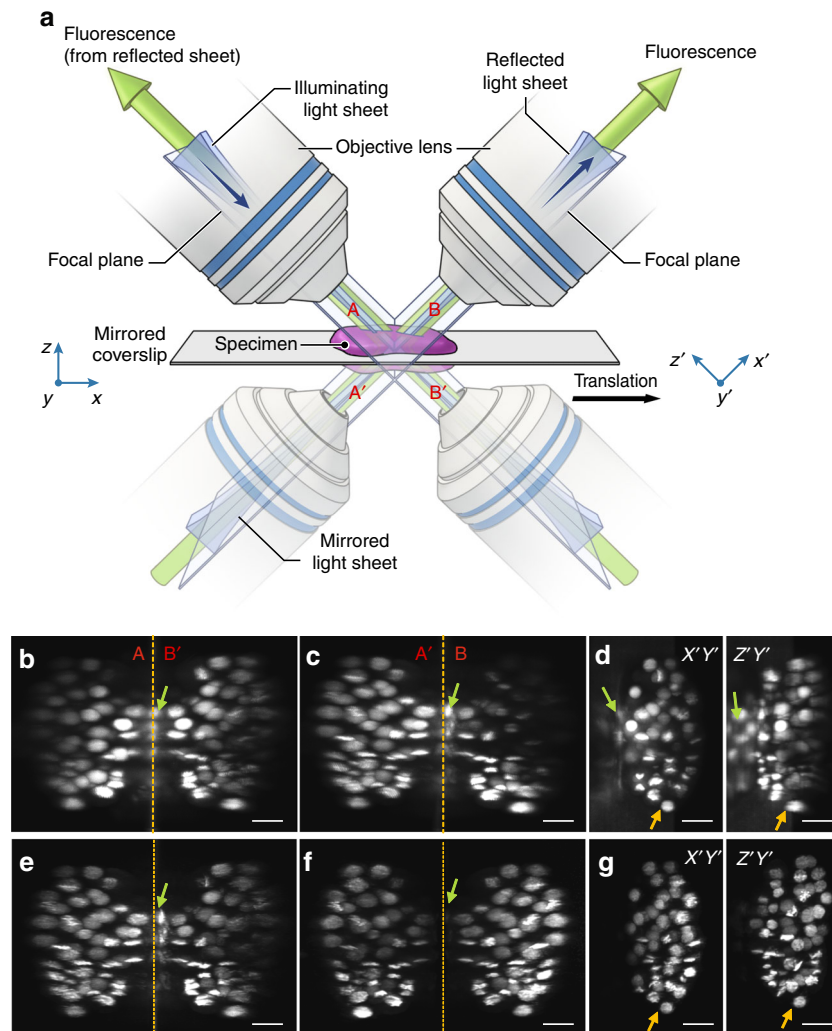 a
Fluorescence
(from reflected sheet)
Illuminating
light sheet
Reflected
light sheet
Fluorescence
Objective lens
Focal plane
Focal plane
A
B
Mirrored
coverslip
Specimen
z
y
x
A′
B′
Translation
z′
x′
y′
Mirrored
light sheet
b
A
B′
c
A′
B
d
X′Y′
Z′Y′
e
f
g
X′Y′
Z′Y′